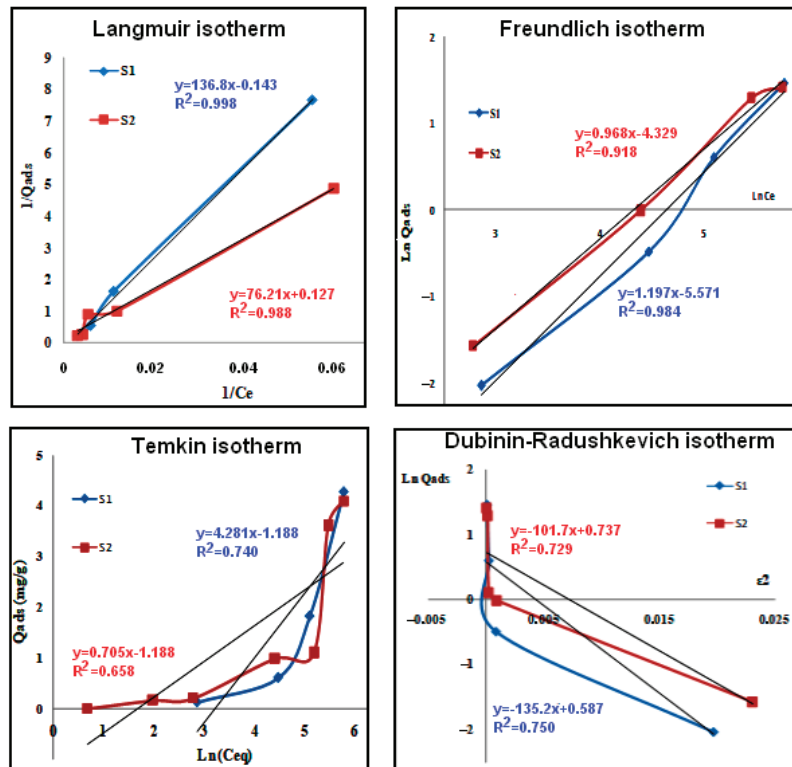 Langmuir isotherm
9
8
7
6
5
4
3
2
1
0
1/Qads
S1
S2
y=136.8x-0.143
R²=0.998
y=76.21x+0.127
R²=0.988
0
0.02
0.04
0.06
1/Ce
Freundlich isotherm
2
1
0
−1
−2
Ln Qads
S1
S2
y=0.968x-4.329
R²=0.918
LnCe
3
4
5
y=1.197x-5.571
R²=0.984
Temkin isotherm
5
4
3
2
1
0
Qads (mg/g)
S1
S2
y=4.281x-1.188
R²=0.740
y=0.705x-1.188
R²=0.658
0
1
2
3
4
5
6
Ln(Ceq)
Dubinin-Radushkevich isotherm
Ln Qads
2
1
0
−1
−2
S1
S2
y=-101.7x+0.737
R²=0.729
ε2
−0.005
0.005
0.015
0.025
y=-135.2x+0.587
R²=0.750